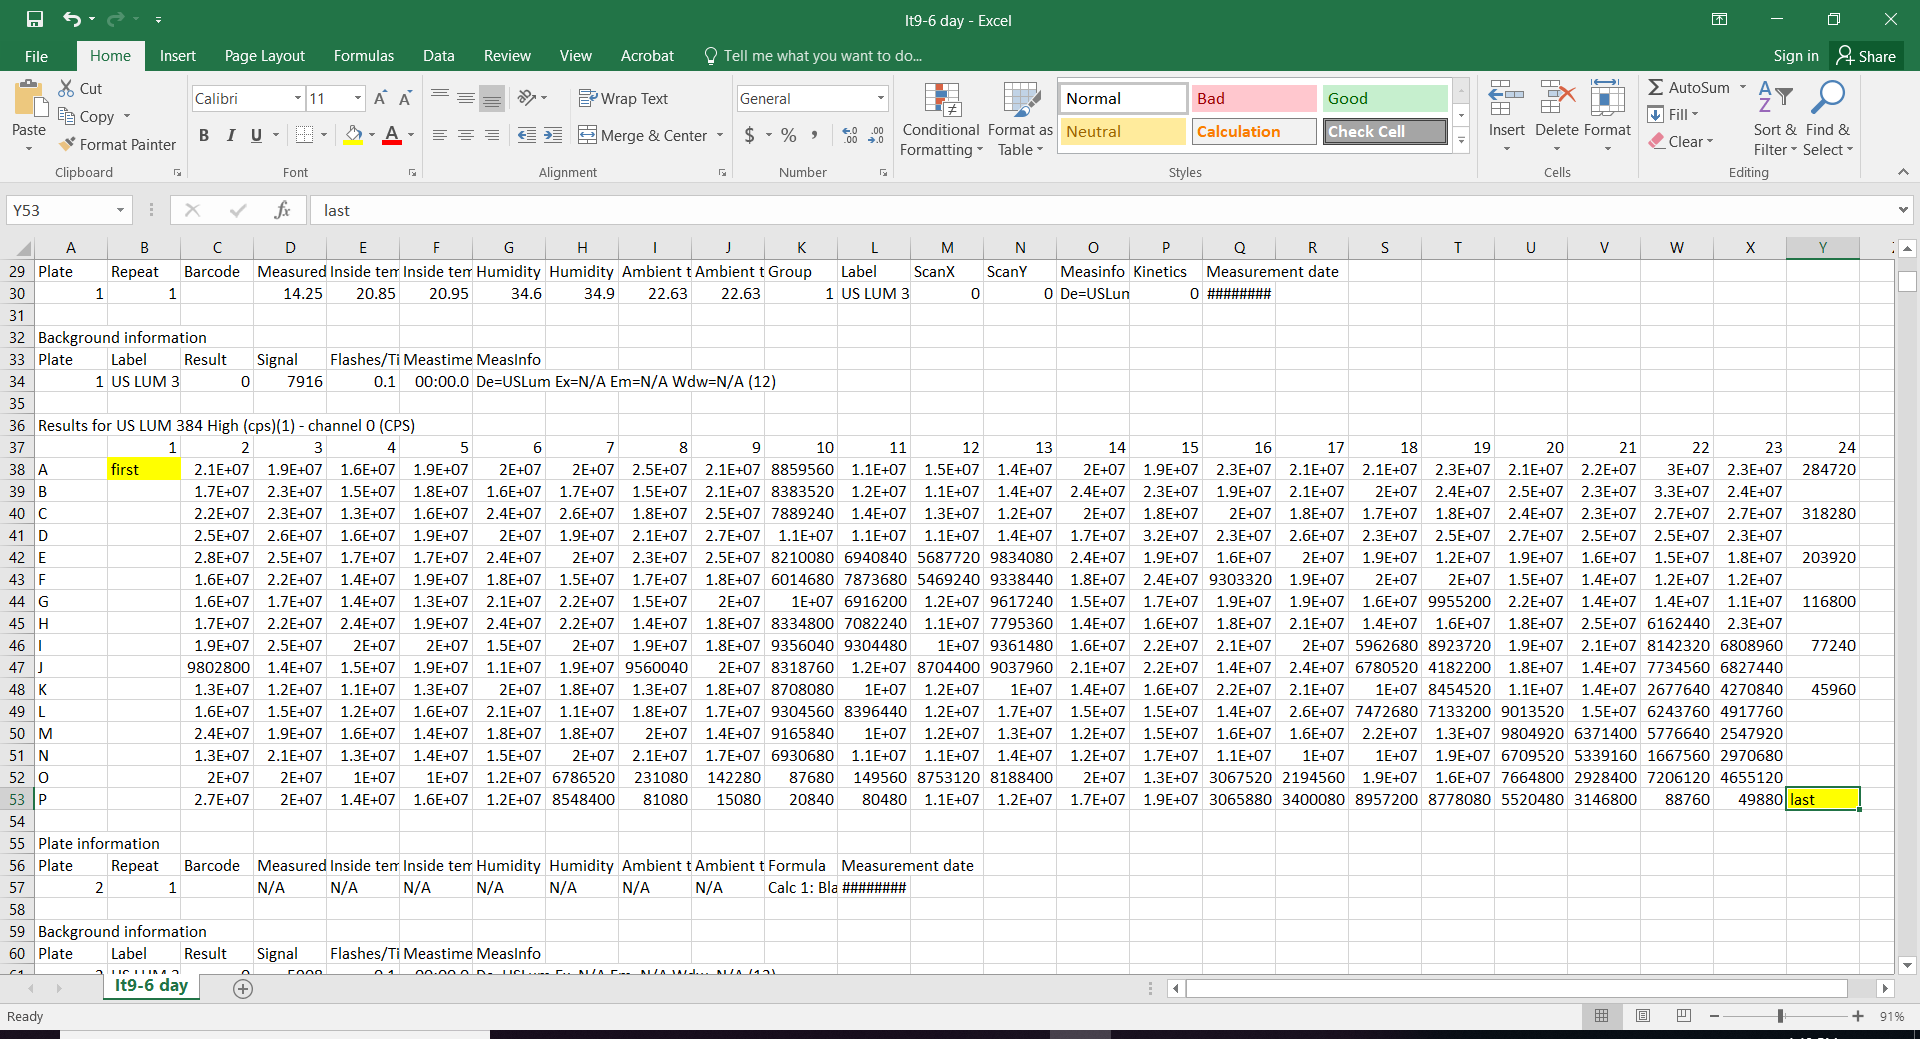 It9-6 day - Excel
File Home Insert Page Layout Formulas Data Review View Acrobat Tell me what you want to do... Sign in Share
Paste Cut Copy Format Painter Clipboard
Calibri 11 A A B I U A Font
Wrap Text Merge & Center Alignment
General $ % , Number
Conditional Formatting Format as Table Normal Bad Good Neutral Calculation Check Cell Styles
Insert Delete Format Cells
AutoSum Fill Clear Sort & Filter Find & Select Editing
Y53 fx last
A B C D E F G H I J K L M N O P Q R S T U V W X Y
29 Plate Repeat Barcode Measured Inside tem Inside tem Humidity Humidity Ambient t Ambient t Group Label ScanX ScanY Measinfo Kinetics Measurement date
30 1 1 14.25 20.85 20.95 34.6 34.9 22.63 22.63 1 US LUM 3 0 0 De=USLum 0 ########
31
32 Background information
33 Plate Label Result Signal Flashes/Ti Meastime MeasInfo
34 1 US LUM 3 0 7916 0.1 00:00.0 De=USLum Ex=N/A Em=N/A Wdw=N/A (12)
35
36 Results for US LUM 384 High (cps)(1) - channel 0 (CPS)
37 1 2 3 4 5 6 7 8 9 10 11 12 13 14 15 16 17 18 19 20 21 22 23 24
38 A first 2.1E+07 1.9E+07 1.6E+07 1.9E+07 2E+07 2E+07 2.5E+07 2.1E+07 8859560 1.1E+07 1.5E+07 1.4E+07 2E+07 1.9E+07 2.3E+07 2.1E+07 2.1E+07 2.3E+07 2.1E+07 2.2E+07 3E+07 2.3E+07 284720
39 B 1.7E+07 2.3E+07 1.5E+07 1.8E+07 1.6E+07 1.7E+07 1.5E+07 2.1E+07 8383520 1.2E+07 1.1E+07 1.4E+07 2.4E+07 2.3E+07 1.9E+07 2.1E+07 2E+07 2.4E+07 2.5E+07 2.3E+07 3.3E+07 2.4E+07
40 C 2.2E+07 2.3E+07 1.3E+07 1.6E+07 2.4E+07 2.6E+07 1.8E+07 2.5E+07 7889240 1.4E+07 1.3E+07 1.2E+07 2E+07 1.8E+07 2E+07 1.8E+07 1.7E+07 1.8E+07 2.4E+07 2.3E+07 2.7E+07 2.7E+07 318280
41 D 2.5E+07 2.6E+07 1.6E+07 1.9E+07 2E+07 1.9E+07 2.1E+07 2.7E+07 1.1E+07 1.1E+07 1.1E+07 1.4E+07 1.7E+07 3.2E+07 2.3E+07 2.6E+07 2.3E+07 2.5E+07 2.7E+07 2.5E+07 2.5E+07 2.3E+07
42 E 2.8E+07 2.5E+07 1.7E+07 1.7E+07 2.4E+07 2E+07 2.3E+07 2.5E+07 8210080 6940840 5687720 9834080 2.4E+07 1.9E+07 1.6E+07 2E+07 1.9E+07 1.2E+07 1.9E+07 1.6E+07 1.5E+07 1.8E+07 203920
43 F 1.6E+07 2.2E+07 1.4E+07 1.9E+07 1.8E+07 1.5E+07 1.7E+07 1.8E+07 6014680 7873680 5469240 9338440 1.8E+07 2.4E+07 9303320 1.9E+07 2E+07 2E+07 1.5E+07 1.4E+07 1.2E+07 1.2E+07
44 G 1.6E+07 1.7E+07 1.4E+07 1.3E+07 2.1E+07 2.2E+07 1.5E+07 2E+07 1E+07 6916200 1.2E+07 9617240 1.5E+07 1.7E+07 1.9E+07 1.9E+07 1.6E+07 9955200 2.2E+07 1.4E+07 1.4E+07 1.1E+07 116800
45 H 1.7E+07 2.2E+07 2.4E+07 1.9E+07 2.4E+07 2.2E+07 1.4E+07 1.8E+07 8334800 7082240 1.1E+07 7795360 1.4E+07 1.6E+07 1.8E+07 2.1E+07 1.4E+07 1.6E+07 1.8E+07 2.5E+07 6162440 2.3E+07
46 I 1.9E+07 2.5E+07 2E+07 2E+07 1.5E+07 2E+07 1.9E+07 1.8E+07 9356040 9304480 1E+07 9361480 1.6E+07 2.2E+07 2.1E+07 2E+07 5962680 8923720 1.9E+07 2.1E+07 8142320 6808960 77240
47 J 9802800 1.4E+07 1.5E+07 1.9E+07 1.1E+07 1.9E+07 9560040 2E+07 8318760 1.2E+07 8704400 9037960 2.1E+07 2.2E+07 1.4E+07 2.4E+07 6780520 4182200 1.8E+07 1.4E+07 7734560 6827440
48 K 1.3E+07 1.2E+07 1.1E+07 1.3E+07 2E+07 1.8E+07 1.3E+07 1.8E+07 8708080 1E+07 1.2E+07 1E+07 1.4E+07 1.6E+07 2.2E+07 2.1E+07 1E+07 8454520 1.1E+07 1.4E+07 2677640 4270840 45960
49 L 1.6E+07 1.5E+07 1.2E+07 1.6E+07 2.1E+07 1.1E+07 1.8E+07 1.7E+07 9304560 8396440 1.2E+07 1.7E+07 1.5E+07 1.5E+07 1.4E+07 2.6E+07 7472680 7133200 9013520 1.5E+07 6243760 4917760
50 M 2.4E+07 1.9E+07 1.6E+07 1.4E+07 1.8E+07 1.8E+07 2E+07 1.4E+07 9165840 1E+07 1.2E+07 1.3E+07 1.2E+07 1.5E+07 1.6E+07 1.6E+07 2.2E+07 1.3E+07 9804920 6371400 5776640 2547920
51 N 1.3E+07 2.1E+07 1.3E+07 1.4E+07 1.5E+07 2E+07 2.1E+07 1.7E+07 6930680 1.1E+07 1.1E+07 1.4E+07 1.2E+07 1.7E+07 1.1E+07 1E+07 1E+07 1.9E+07 6709520 5339160 1667560 2970680
52 O 2E+07 2E+07 1E+07 1E+07 1.2E+07 6786520 231080 142280 87680 149560 8753120 8188400 2E+07 1.3E+07 3067520 2194560 1.9E+07 1.6E+07 7664800 2928400 7206120 4655120
53 P 2.7E+07 2E+07 1.4E+07 1.6E+07 1.2E+07 8548400 81080 15080 20840 80480 1.1E+07 1.2E+07 1.7E+07 1.9E+07 3065880 3400080 8957200 8778080 5520480 3146800 88760 49880 last
54
55 Plate information
56 Plate Repeat Barcode Measured Inside tem Inside tem Humidity Humidity Ambient t Ambient t Formula Measurement date
57 2 1 N/A N/A N/A N/A N/A N/A N/A Calc 1: Bla ########
58
59 Background information
60 Plate Label Result Signal Flashes/Ti Meastime MeasInfo
It9-6 day
Ready 91%